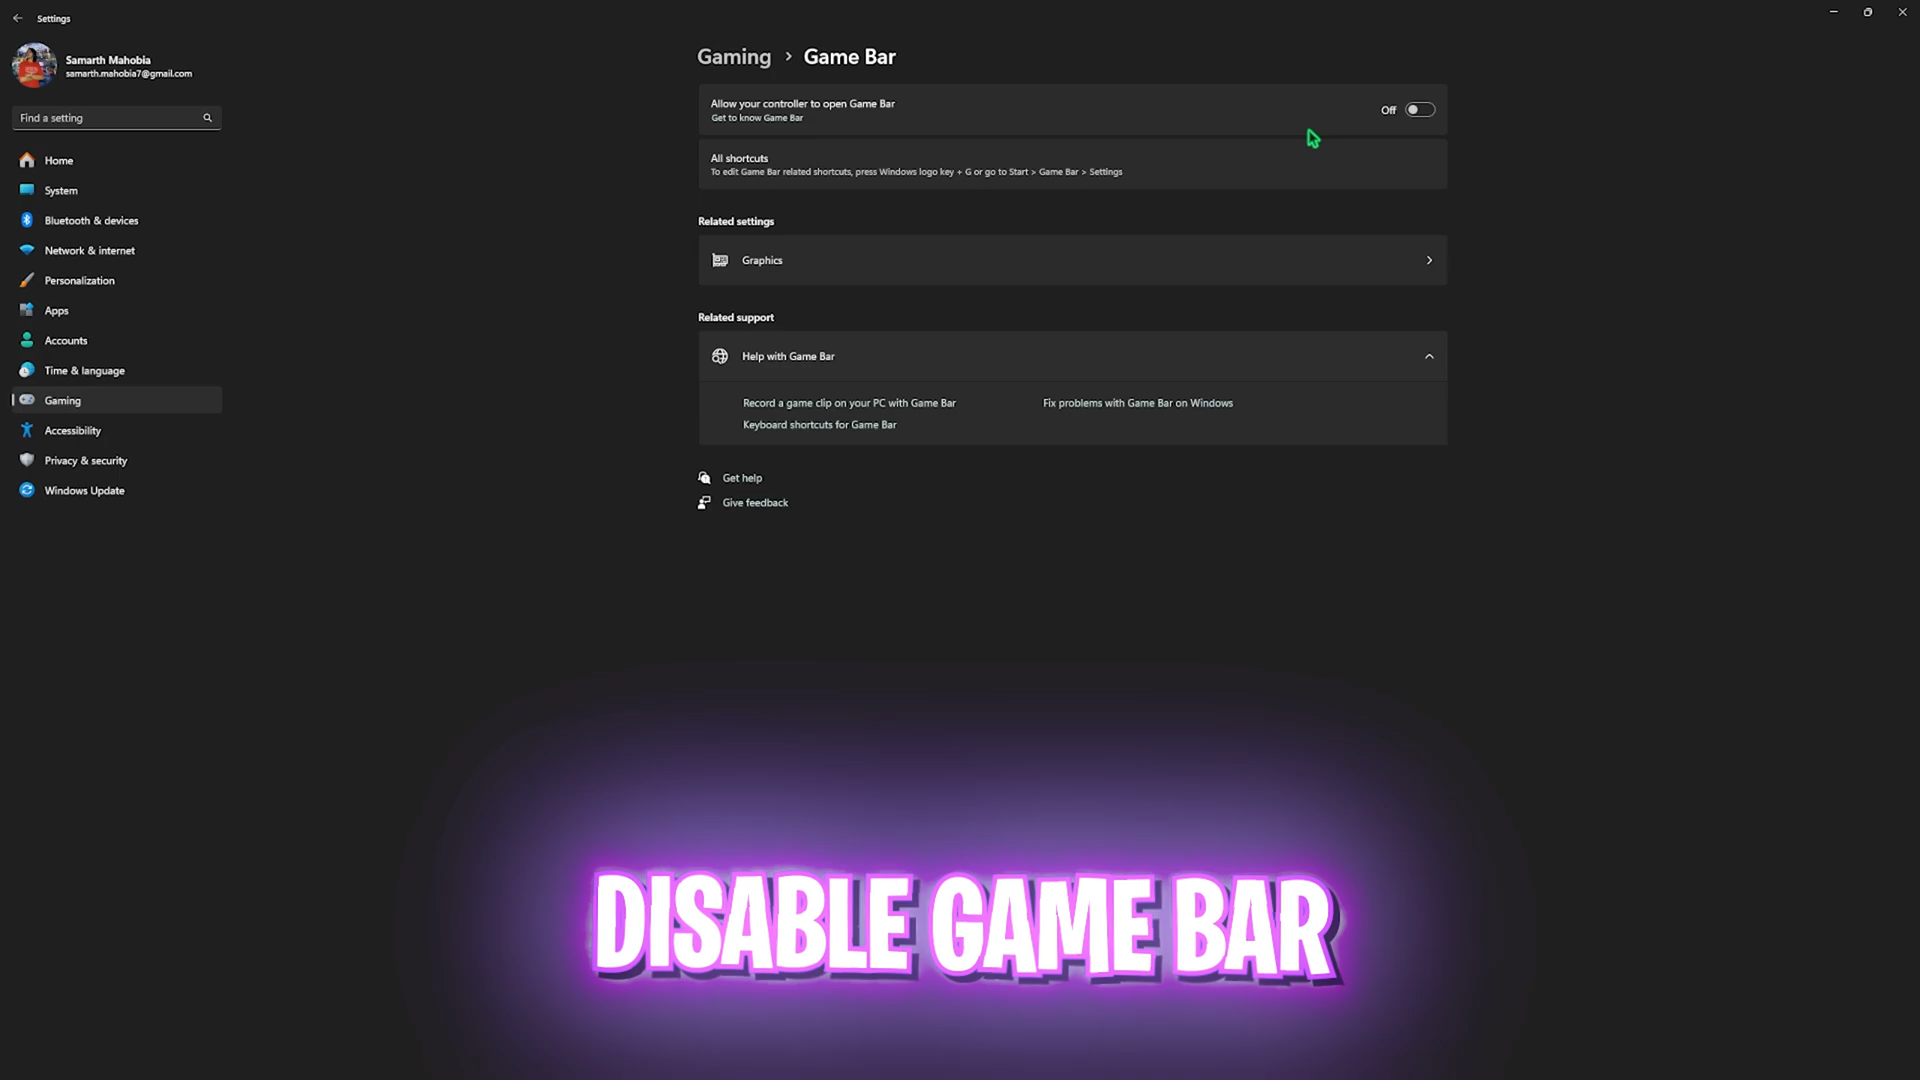 Settings
Samarth Mahobia
samarth.mahobia7@gmail.com
Find a setting
Home
System
Bluetooth & devices
Network & internet
Personalization
Apps
Accounts
Time & language
Gaming
Accessibility
Privacy & security
Windows Update
Gaming > Game Bar
Allow your controller to open Game Bar
Get to know Game Bar
Off
All shortcuts
To edit Game Bar related shortcuts, press Windows logo key + G or go to Start > Game Bar > Settings
Related settings
Graphics
Related support
Help with Game Bar
Record a game clip on your PC with Game Bar
Fix problems with Game Bar on Windows
Keyboard shortcuts for Game Bar
Get help
Give feedback
DISABLE GAME BAR